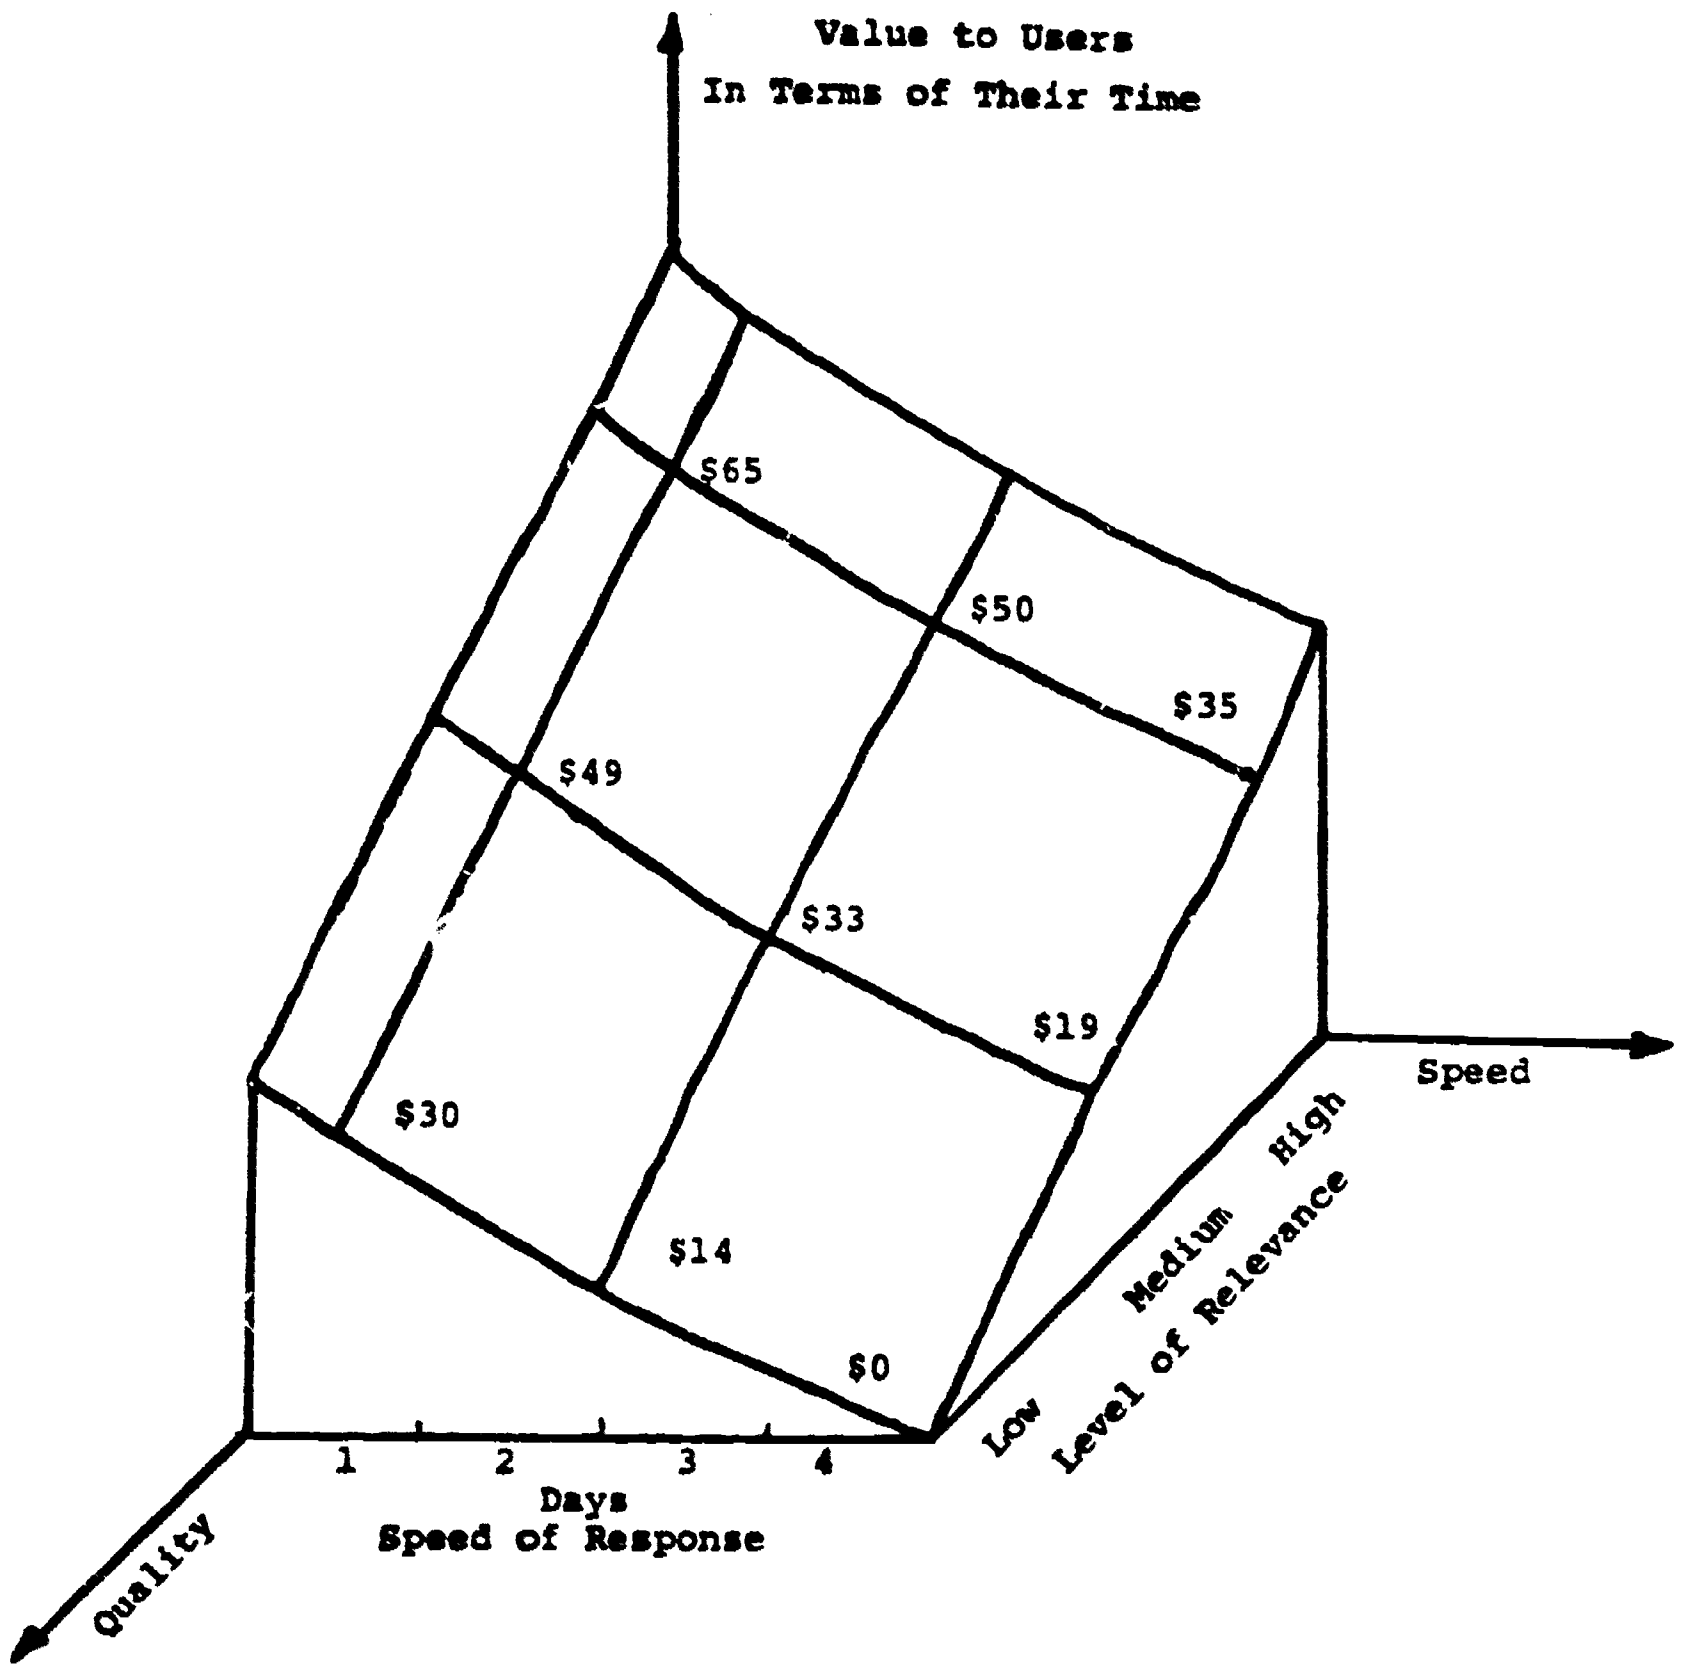 Value to Users
In Terms of Their Time
$65
$50
$35
$49
$33
$19
$30
$14
$0
Speed
High
Medium
Low
Level of Relevance
1 2 3 4
Days
Speed of Response
Quality